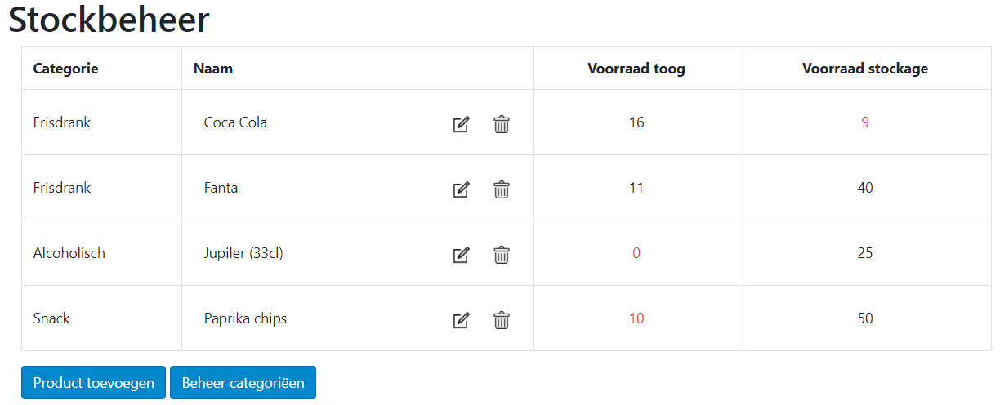 Stockbeheer
Categorie Naam Voorraad toog Voorraad stockage
Frisdrank Coca Cola 16 9
Frisdrank Fanta 11 40
Alcoholisch Jupiler (33cl) 0 25
Snack Paprika chips 10 50
Product toevoegen Beheer categoriëen